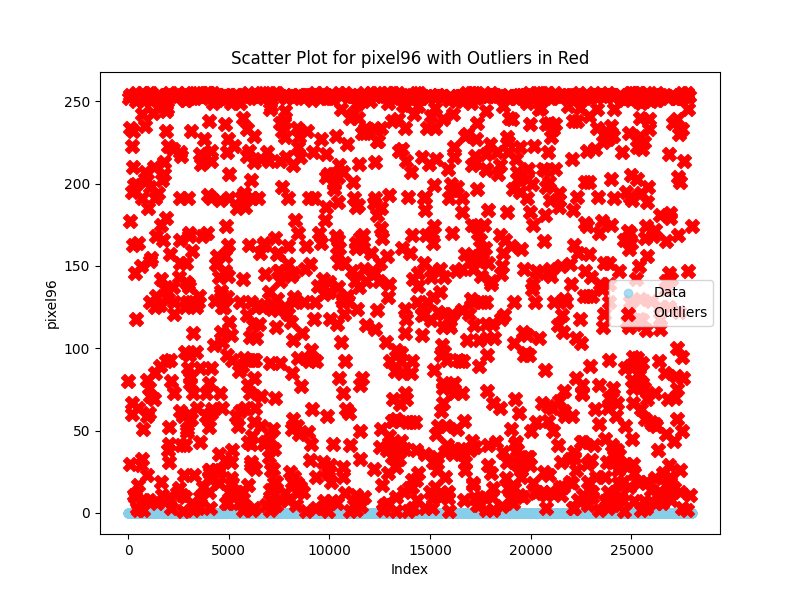 Scatter Plot for pixel96 with Outliers in Red
250
200
150
100
50
0
pixel96
0 5000 10000 15000 20000 25000
Index
Data
Outliers